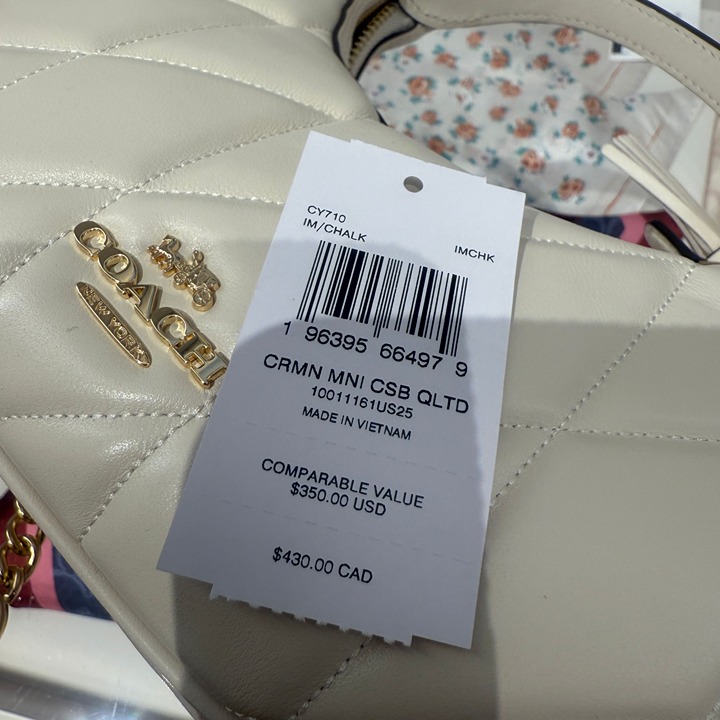 COACH
NEW YORK
CY710
IM/CHALK
IMCHK
1 96395 66497 9
CRMN MNI CSB QLTD
10011161US25
MADE IN VIETNAM
COMPARABLE VALUE
$350.00 USD
$430.00 CAD